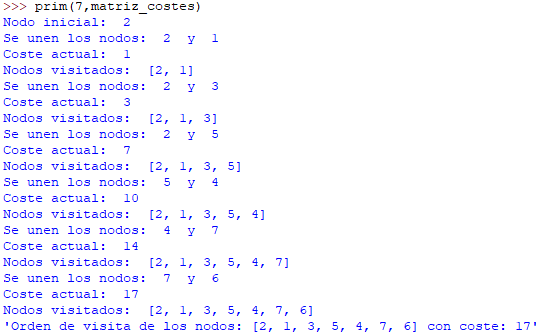 >>> prim(7,matriz_costes)
Nodo inicial:  2
Se unen los nodos:  2  y  1
Coste actual:  1
Nodos visitados:  [2, 1]
Se unen los nodos:  2  y  3
Coste actual:  3
Nodos visitados:  [2, 1, 3]
Se unen los nodos:  2  y  5
Coste actual:  7
Nodos visitados:  [2, 1, 3, 5]
Se unen los nodos:  5  y  4
Coste actual:  10
Nodos visitados:  [2, 1, 3, 5, 4]
Se unen los nodos:  4  y  7
Coste actual:  14
Nodos visitados:  [2, 1, 3, 5, 4, 7]
Se unen los nodos:  7  y  6
Coste actual:  17
Nodos visitados:  [2, 1, 3, 5, 4, 7, 6]
'Orden de visita de los nodos: [2, 1, 3, 5, 4, 7, 6] con coste: 17'